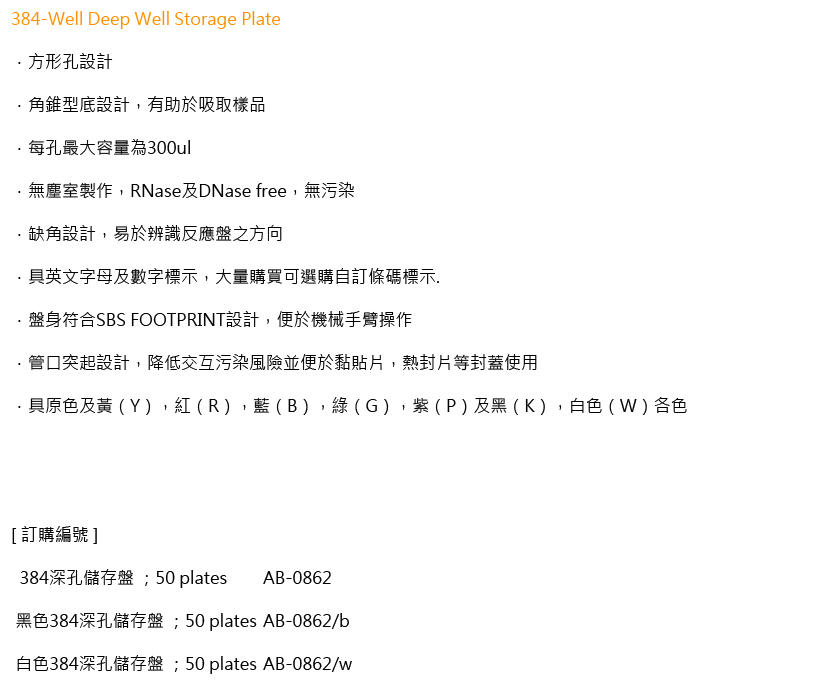 384-Well Deep Well Storage Plate
．方形孔設計
．角錐型底設計，有助於吸取樣品
．每孔最大容量為300ul
．無塵室製作，RNase及DNase free，無污染
．缺角設計，易於辨識反應盤之方向
．具英文字母及數字標示，大量購買可選購自訂條碼標示.
．盤身符合SBS FOOTPRINT設計，便於機械手臂操作
．管口突起設計，降低交互污染風險並便於黏貼片，熱封片等封蓋使用
．具原色及黃（Y），紅（R），藍（B），綠（G），紫（P）及黑（K），白色（W）各色
[ 訂購編號 ]
384深孔儲存盤 ；50 plates AB-0862
黑色384深孔儲存盤 ；50 plates AB-0862/b
白色384深孔儲存盤 ；50 plates AB-0862/w